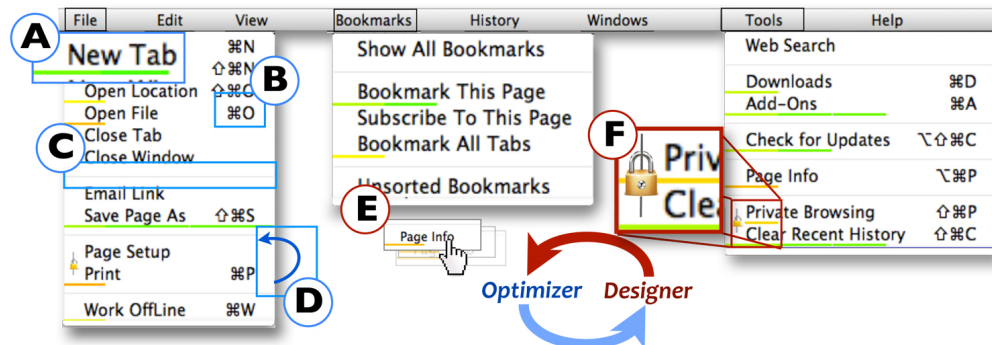 File Edit View Bookmarks History Windows Tools Help
A
New Tab ⌘N
⇧⌘N
B
Open Location
Open File ⌘O
Close Tab
C
Close Window
Email Link
Save Page As ⇧⌘S
Page Setup
Print ⌘P
D
Work OffLine ⌘W
Show All Bookmarks
Bookmark This Page
Subscribe To This Page
Bookmark All Tabs
Unsorted Bookmarks
E
Page Info
Optimizer Designer
F
Priv
Cle
Web Search
Downloads ⌘D
Add-Ons ⌘A
Check for Updates ⌥⇧⌘C
Page Info ⌥⌘P
Private Browsing ⇧⌘P
Clear Recent History ⇧⌘C